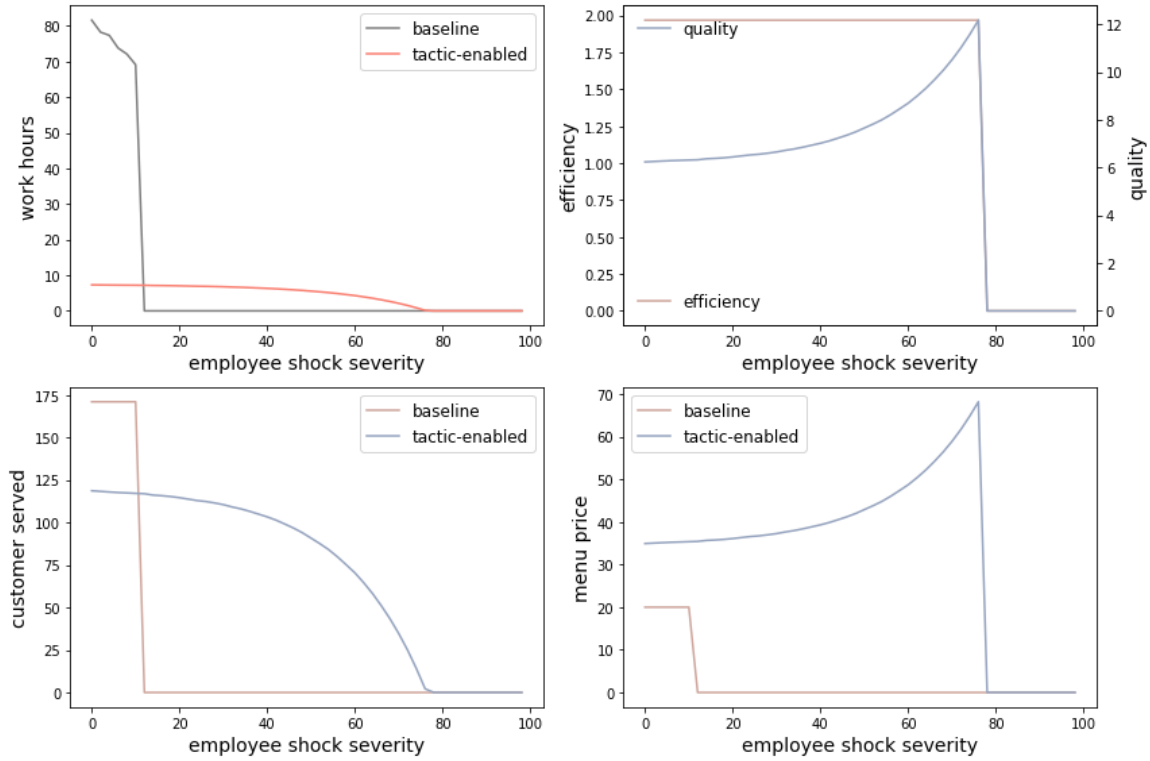 80
70
60
50
40
30
20
10
0
work hours
baseline
tactic-enabled
0 20 40 60 80 100
employee shock severity
2.00
1.75
1.50
1.25
1.00
0.75
0.50
0.25
0.00
efficiency
quality
efficiency
12
10
8
6
4
2
0
quality
0 20 40 60 80 100
employee shock severity
175
150
125
100
75
50
25
0
customer served
baseline
tactic-enabled
0 20 40 60 80 100
employee shock severity
70
60
50
40
30
20
10
0
menu price
baseline
tactic-enabled
0 20 40 60 80 100
employee shock severity